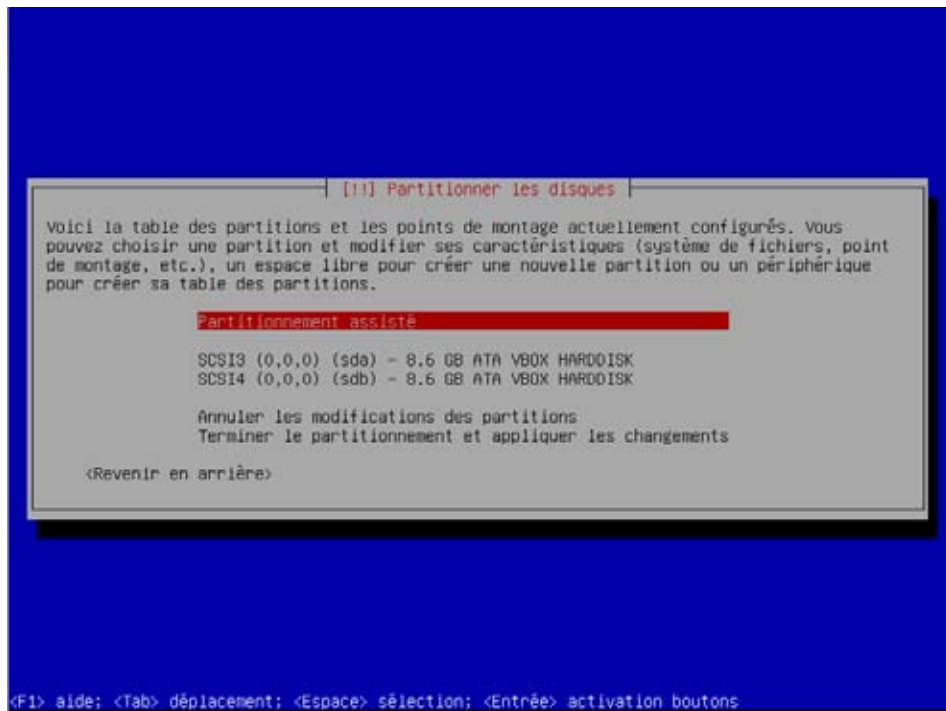 [!!] Partitionner les disques
Voici la table des partitions et les points de montage actuellement configurés. Vous
pouvez choisir une partition et modifier ses caractéristiques (système de fichiers, point
de montage, etc.), un espace libre pour créer une nouvelle partition ou un périphérique
pour créer sa table des partitions.
Partitionnement assisté
SCSI3 (0,0,0) (sda) - 8.6 GB ATA VBOX HARDDISK
SCSI4 (0,0,0) (sdb) - 8.6 GB ATA VBOX HARDDISK
Annuler les modifications des partitions
Terminer le partitionnement et appliquer les changements
<Revenir en arrière>
<F1> aide; <Tab> déplacement; <Espace> sélection; <Entrée> activation boutons